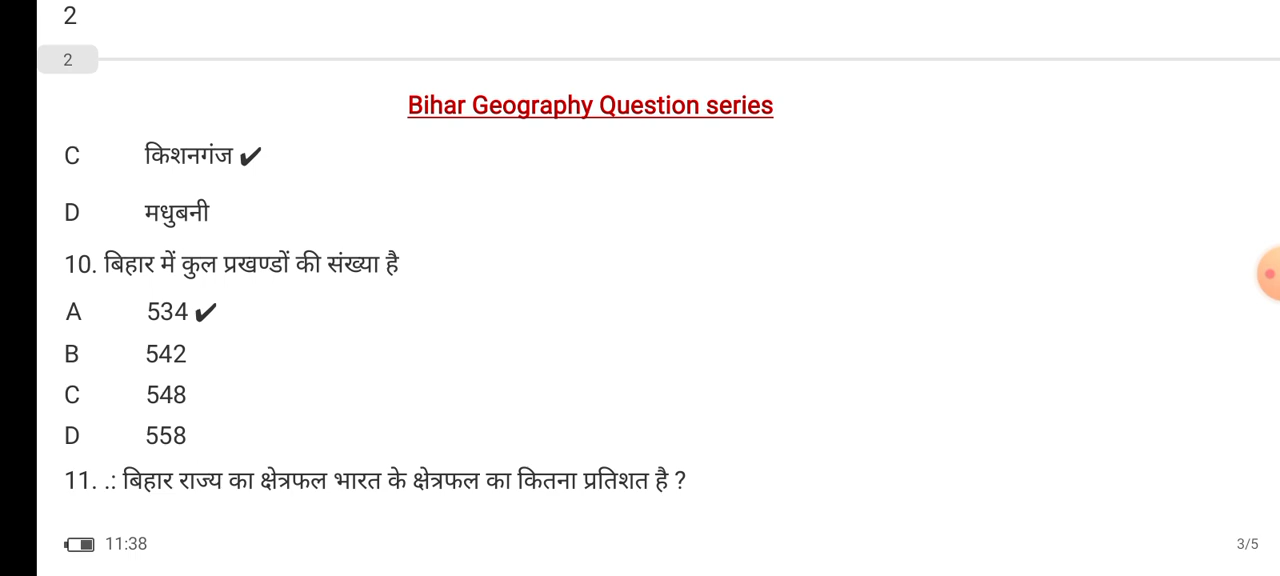 2
2
Bihar Geography Question series
C किशनगंज ✔
D मधुबनी
10. बिहार में कुल प्रखण्डों की संख्या है
A 534 ✔
B 542
C 548
D 558
11. .: बिहार राज्य का क्षेत्रफल भारत के क्षेत्रफल का कितना प्रतिशत है ?
11:38 3/5